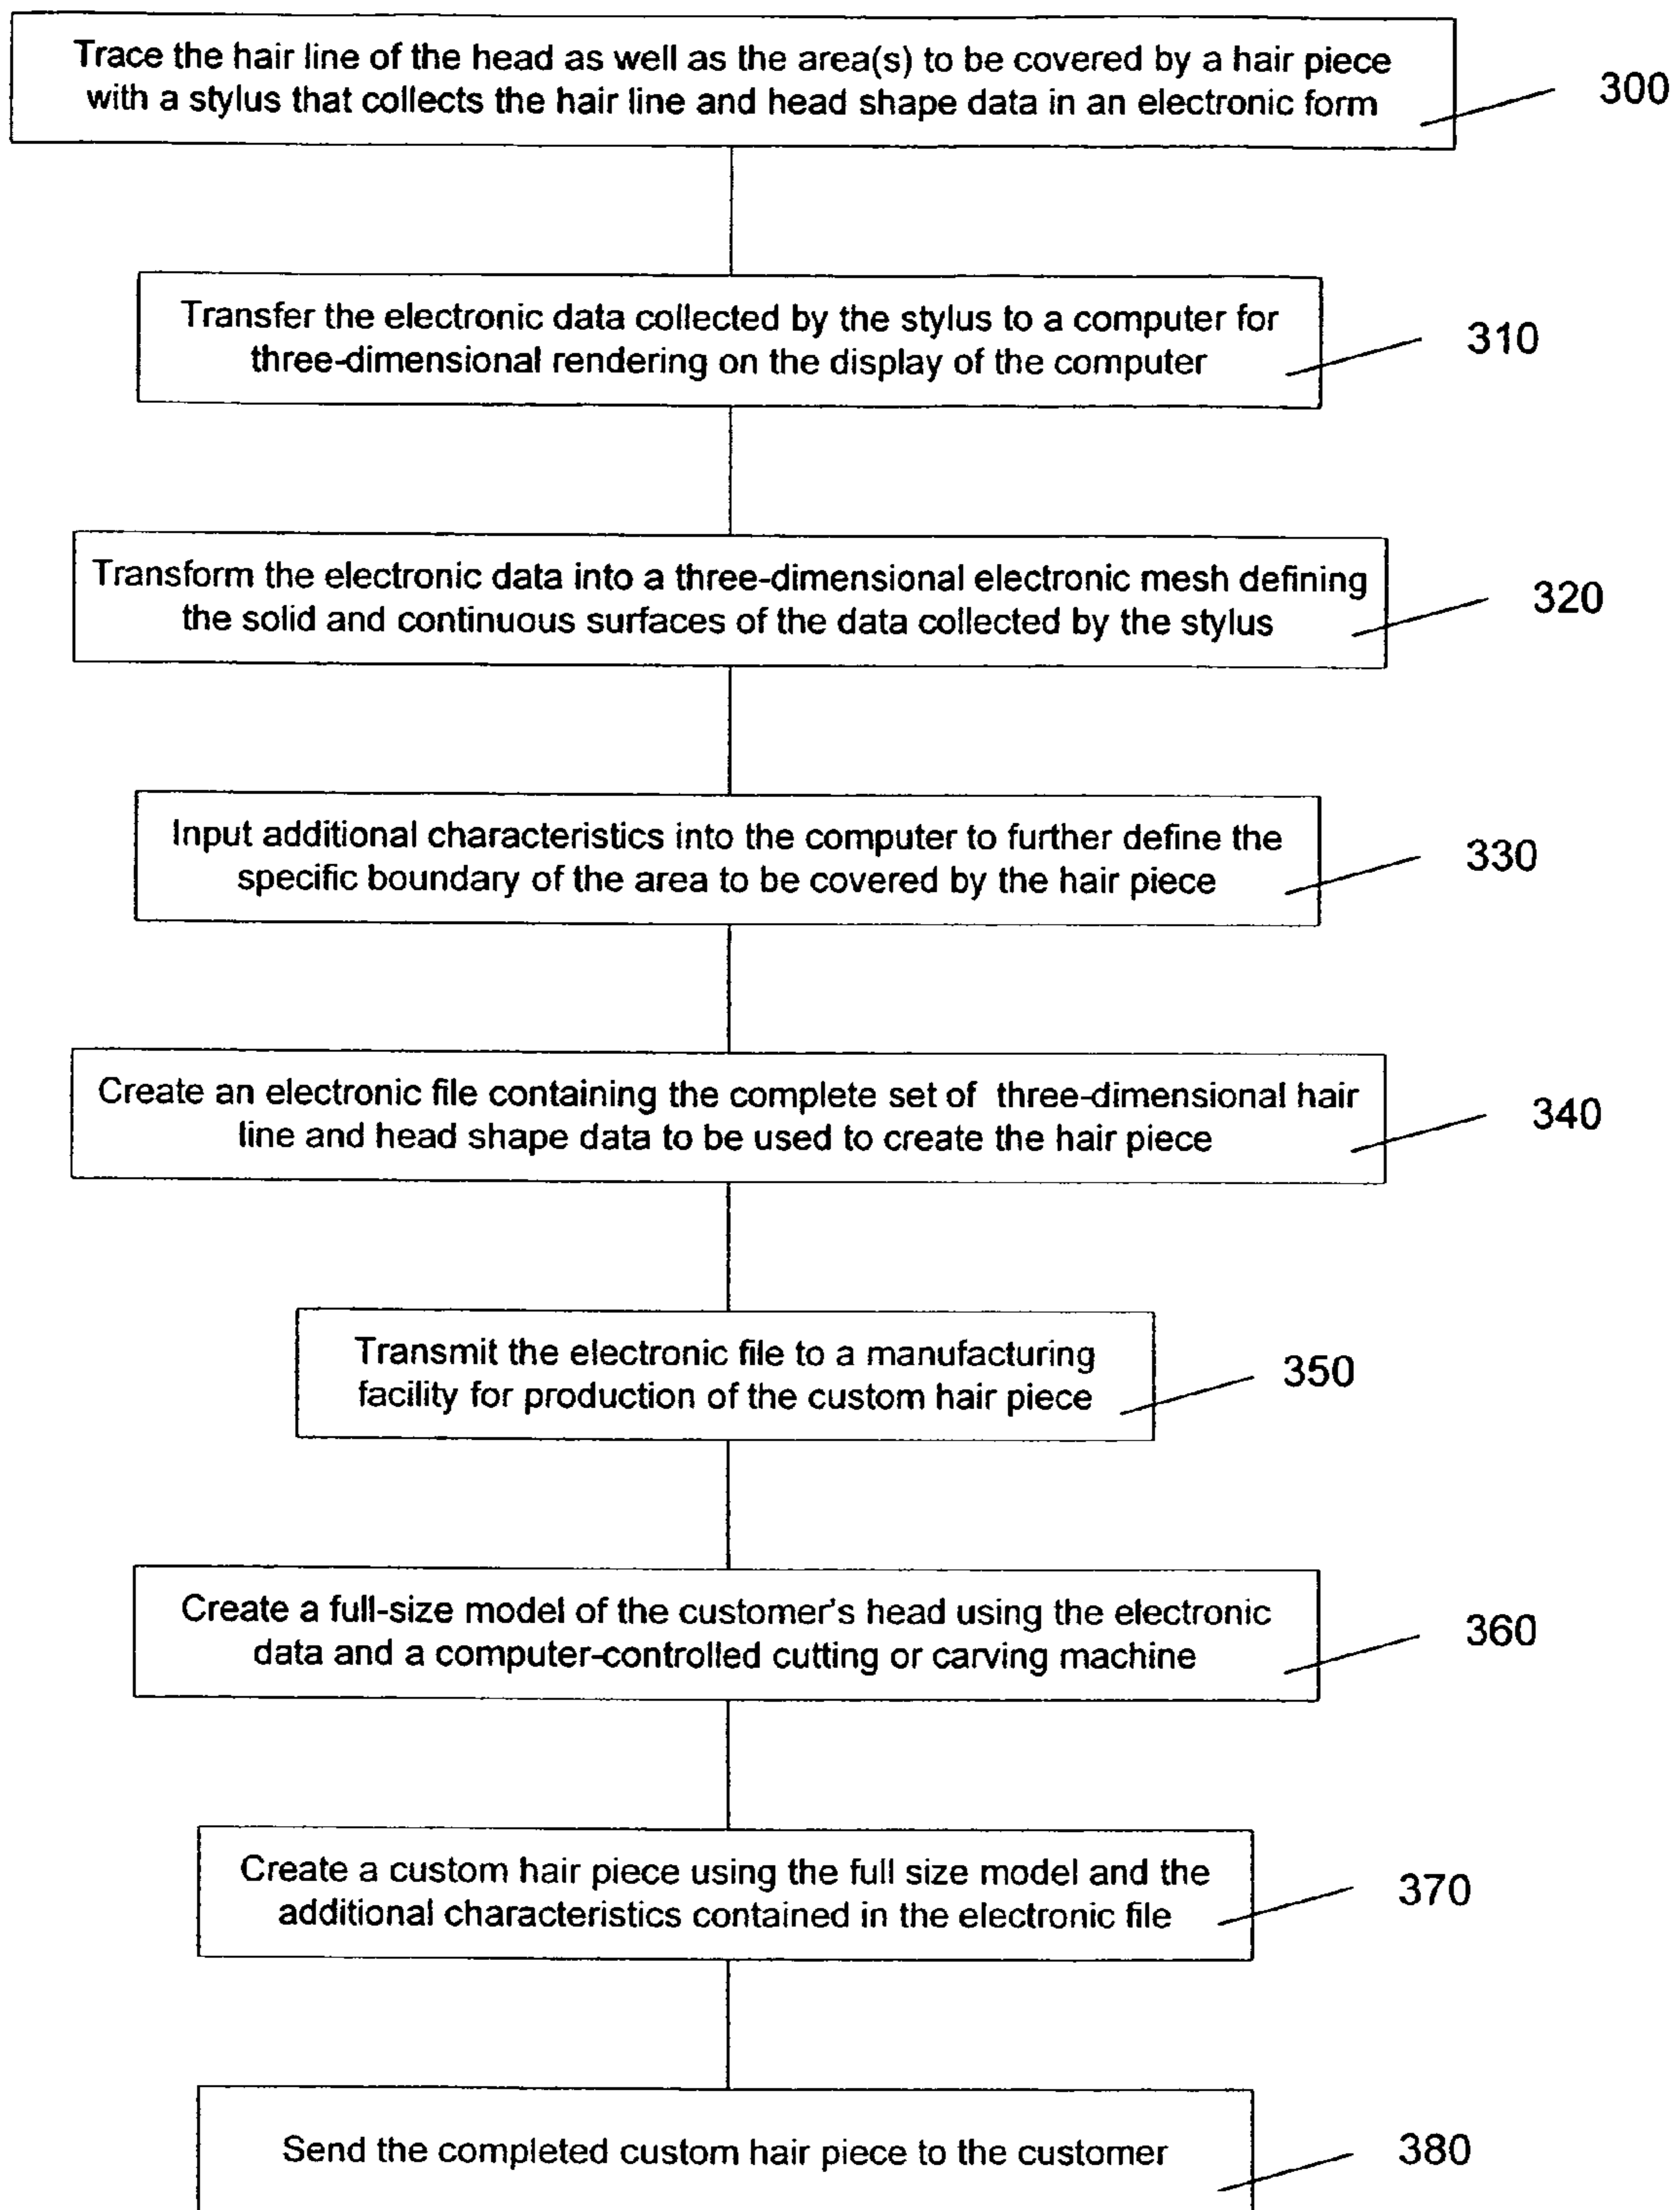 Trace the hair line of the head as well as the area(s) to be covered by a hair piece
with a stylus that collects the hair line and head shape data in an electronic form
300
Transfer the electronic data collected by the stylus to a computer for
three-dimensional rendering on the display of the computer
310
Transform the electronic data into a three-dimensional electronic mesh defining
the solid and continuous surfaces of the data collected by the stylus
320
Input additional characteristics into the computer to further define the
specific boundary of the area to be covered by the hair piece
330
Create an electronic file containing the complete set of three-dimensional hair
line and head shape data to be used to create the hair piece
340
Transmit the electronic file to a manufacturing
facility for production of the custom hair piece
350
Create a full-size model of the customer's head using the electronic
data and a computer-controlled cutting or carving machine
360
Create a custom hair piece using the full size model and the
additional characteristics contained in the electronic file
370
Send the completed custom hair piece to the customer
380